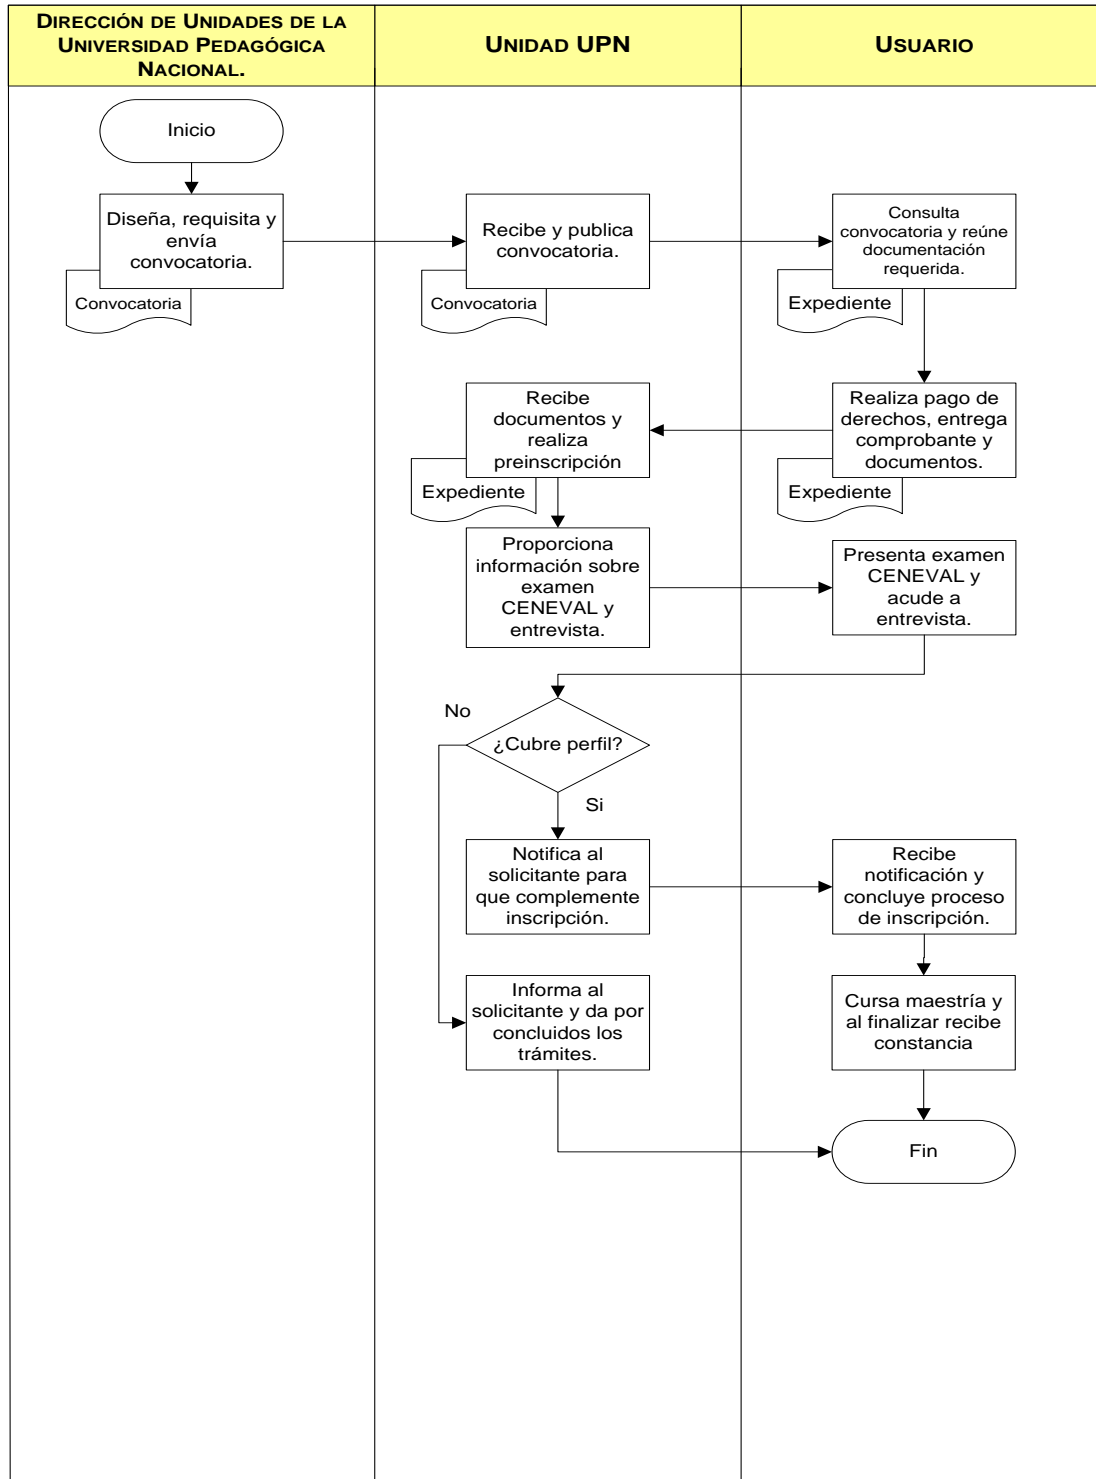 DIRECCIÓN DE UNIDADES DE LA
UNIVERSIDAD PEDAGÓGICA
NACIONAL.
UNIDAD UPN
USUARIO
Inicio
Diseña, requisita y
envía
convocatoria.
Convocatoria
Recibe y publica
convocatoria.
Convocatoria
Consulta
convocatoria y reúne
documentación
requerida.
Expediente
Realiza pago de
derechos, entrega
comprobante y
documentos.
Expediente
Recibe
documentos y
realiza
preinscripción
Expediente
Proporciona
información sobre
examen
CENEVAL y
entrevista.
Presenta examen
CENEVAL y
acude a
entrevista.
No
¿Cubre perfil?
Si
Notifica al
solicitante para
que complemente
inscripción.
Recibe
notificación y
concluye proceso
de inscripción.
Informa al
solicitante y da por
concluidos los
trámites.
Cursa maestría y
al finalizar recibe
constancia
Fin